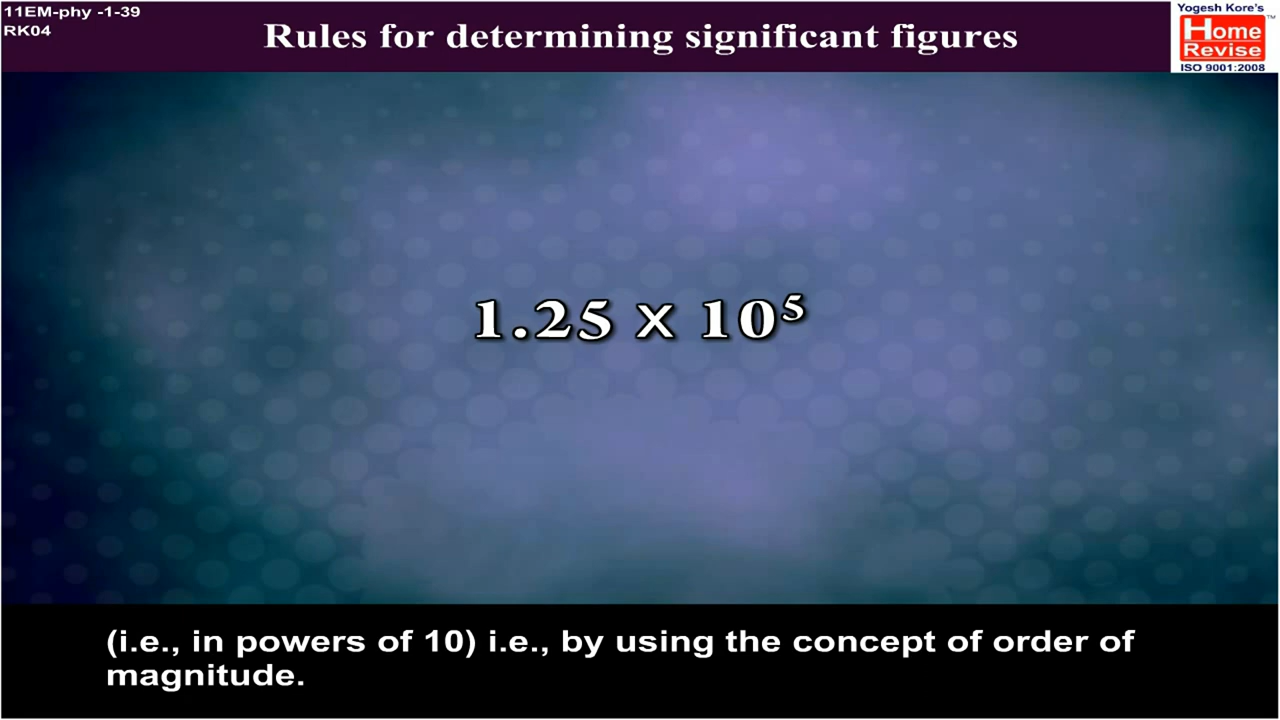 11EM-phy -1-39
RK04
Rules for determining significant figures
Yogesh Kore's
Home™
Revise
ISO 9001:2008
1.25 x 10⁵
(i.e., in powers of 10) i.e., by using the concept of order of
magnitude.